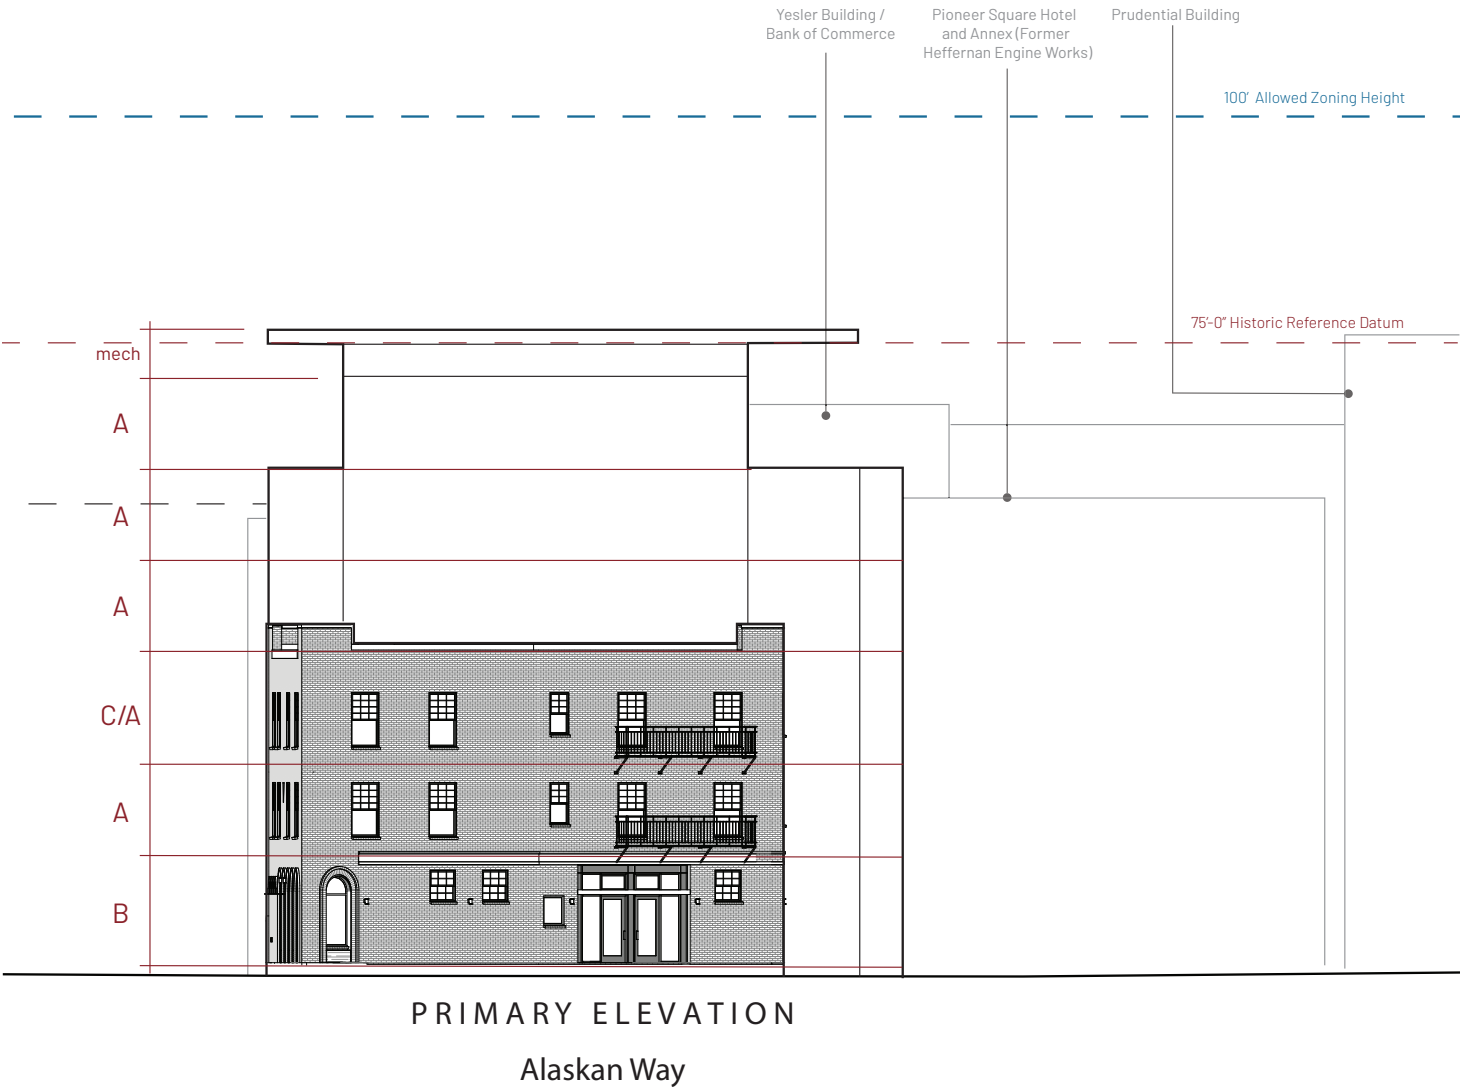 Yesler Building /
Bank of Commerce
Pioneer Square Hotel
and Annex (Former
Heffernan Engine Works)
Prudential Building
100' Allowed Zoning Height
75'-0" Historic Reference Datum
mech
A
A
A
C/A
A
B
PRIMARY ELEVATION
Alaskan Way